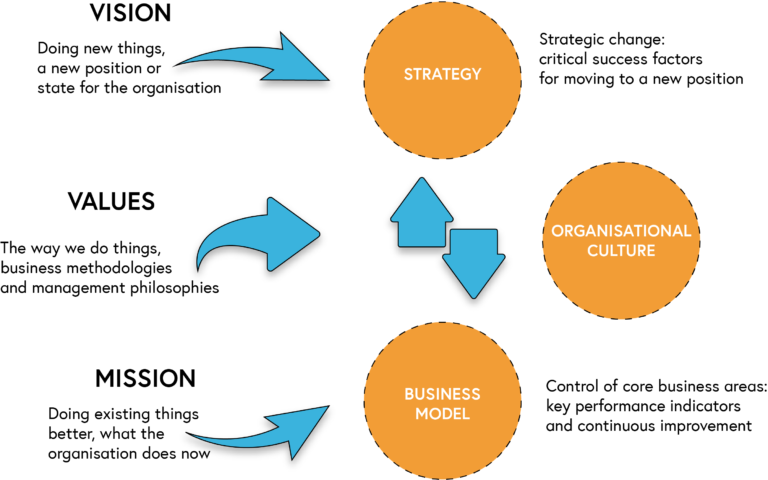 VISION
Doing new things,
a new position or
state for the organisation
STRATEGY
Strategic change:
critical success factors
for moving to a new position
VALUES
The way we do things,
business methodologies
and management philosophies
ORGANISATIONAL
CULTURE
MISSION
Doing existing things
better, what the
organisation does now
BUSINESS
MODEL
Control of core business areas:
key performance indicators
and continuous improvement